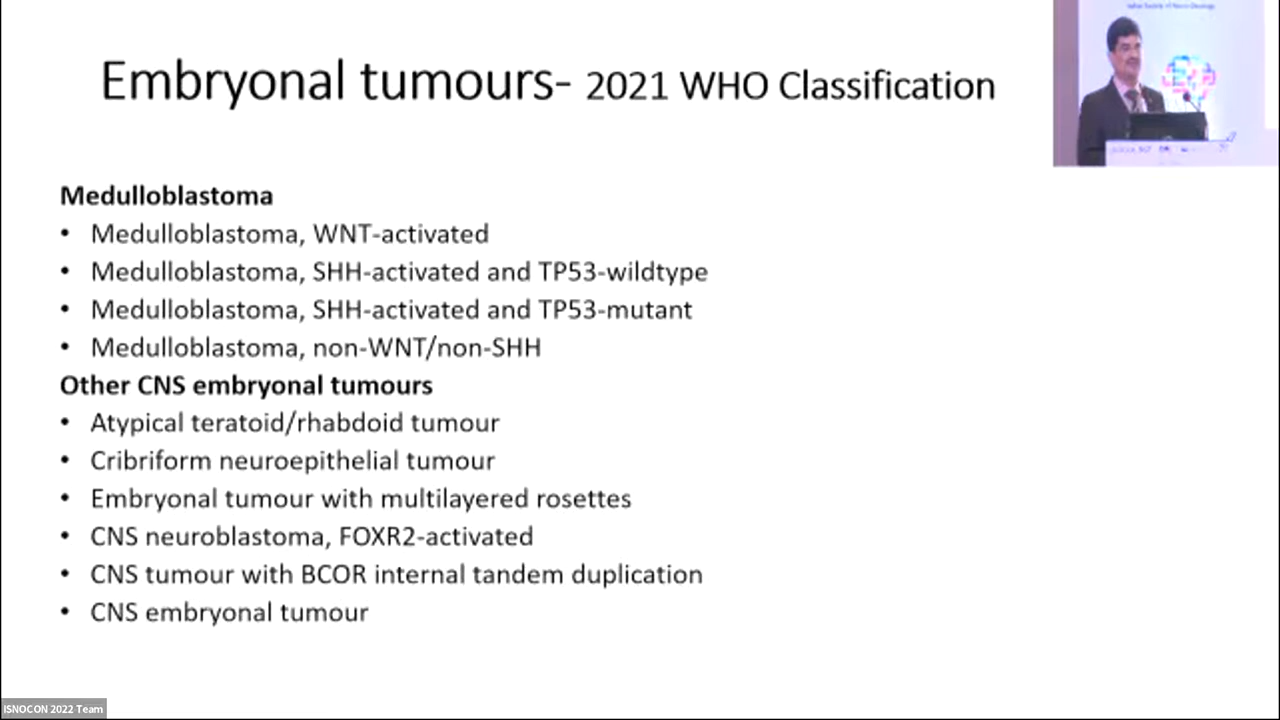 Embryonal tumours- 2021 WHO Classification
Medulloblastoma
• Medulloblastoma, WNT-activated
• Medulloblastoma, SHH-activated and TP53-wildtype
• Medulloblastoma, SHH-activated and TP53-mutant
• Medulloblastoma, non-WNT/non-SHH
Other CNS embryonal tumours
• Atypical teratoid/rhabdoid tumour
• Cribriform neuroepithelial tumour
• Embryonal tumour with multilayered rosettes
• CNS neuroblastoma, FOXR2-activated
• CNS tumour with BCOR internal tandem duplication
• CNS embryonal tumour
ISNOCON 2022 Team